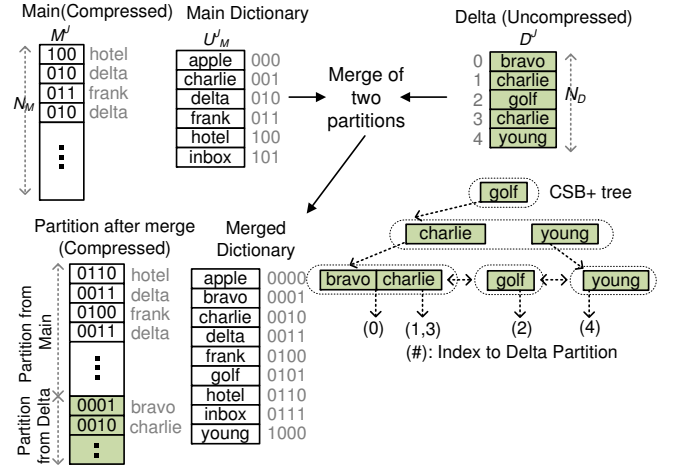 Main(Compressed)
M^J
N_M
100 hotel
010 delta
011 frank
010 delta
Main Dictionary
U^J_M
apple 000
charlie 001
delta 010
frank 011
hotel 100
inbox 101
Merge of
two
partitions
Delta (Uncompressed)
D^J
0 bravo
1 charlie
2 golf
3 charlie
4 young
N_D
golf CSB+ tree
charlie young
bravo charlie golf young
(0) (1,3) (2) (4)
(#): Index to Delta Partition
Partition after merge
(Compressed)
Partition from
Main
0110 hotel
0011 delta
0100 frank
0011 delta
Partition
from Delta
0001 bravo
0010 charlie
Merged
Dictionary
apple 0000
bravo 0001
charlie 0010
delta 0011
frank 0100
golf 0101
hotel 0110
inbox 0111
young 1000